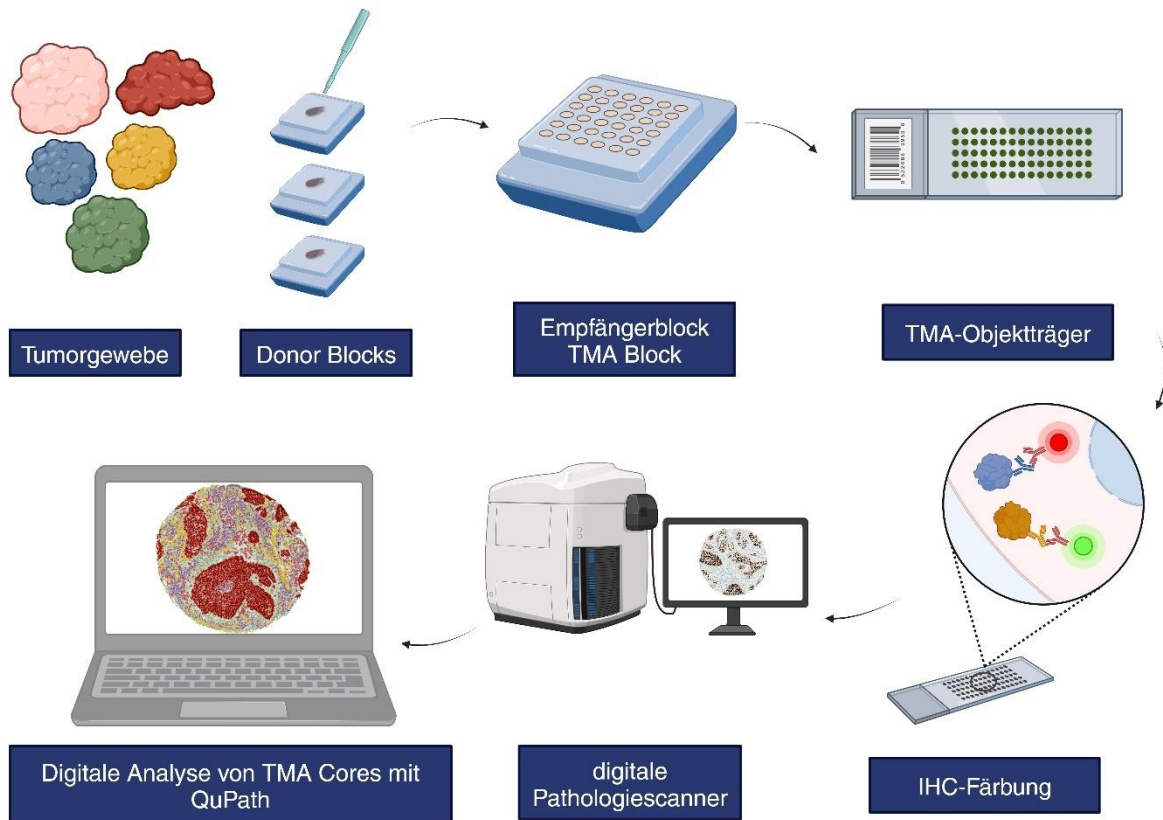 Tumorgewebe
Donor Blocks
Empfängerblock
TMA Block
TMA-Objektträger
Digitale Analyse von TMA Cores mit
QuPath
digitale
Pathologiescanner
IHC-Färbung